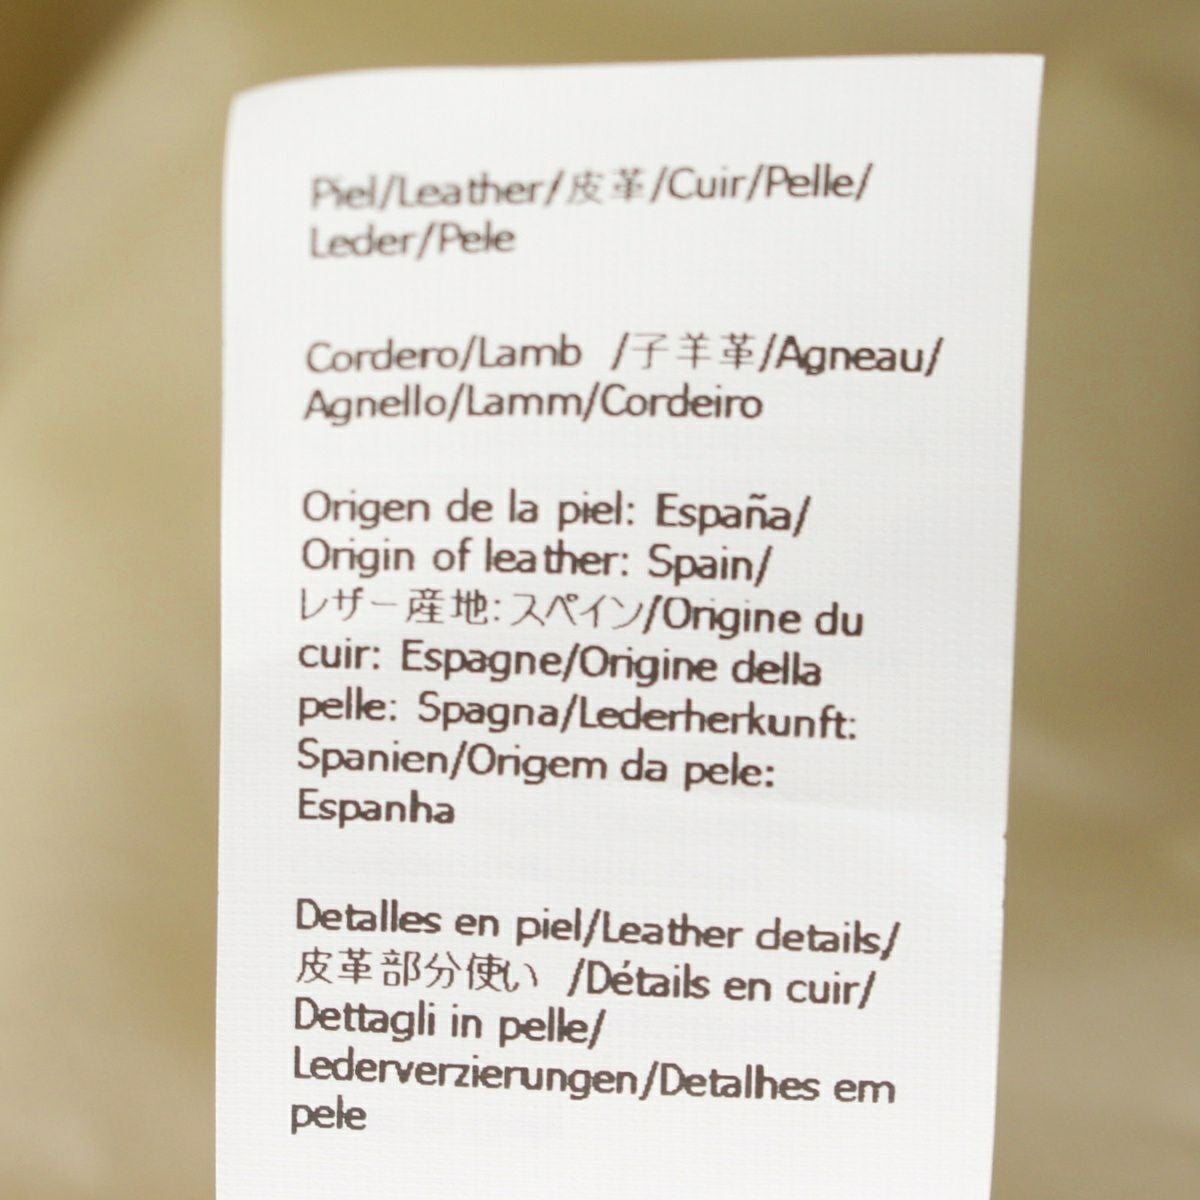 Piel/Leather/皮革/Cuir/Pelle/
Leder/Pele
Cordero/Lamb /子羊革/Agneau/
Agnello/Lamm/Cordeiro
Origen de la piel: España/
Origin of leather: Spain/
レザー産地:スペイン/Origine du
cuir: Espagne/Origine della
pelle: Spagna/Lederherkunft:
Spanien/Origem da pele:
Espanha
Detalles en piel/Leather details/
皮革部分使い /Détails en cuir/
Dettagli in pelle/
Lederverzierungen/Detalhes em
pele